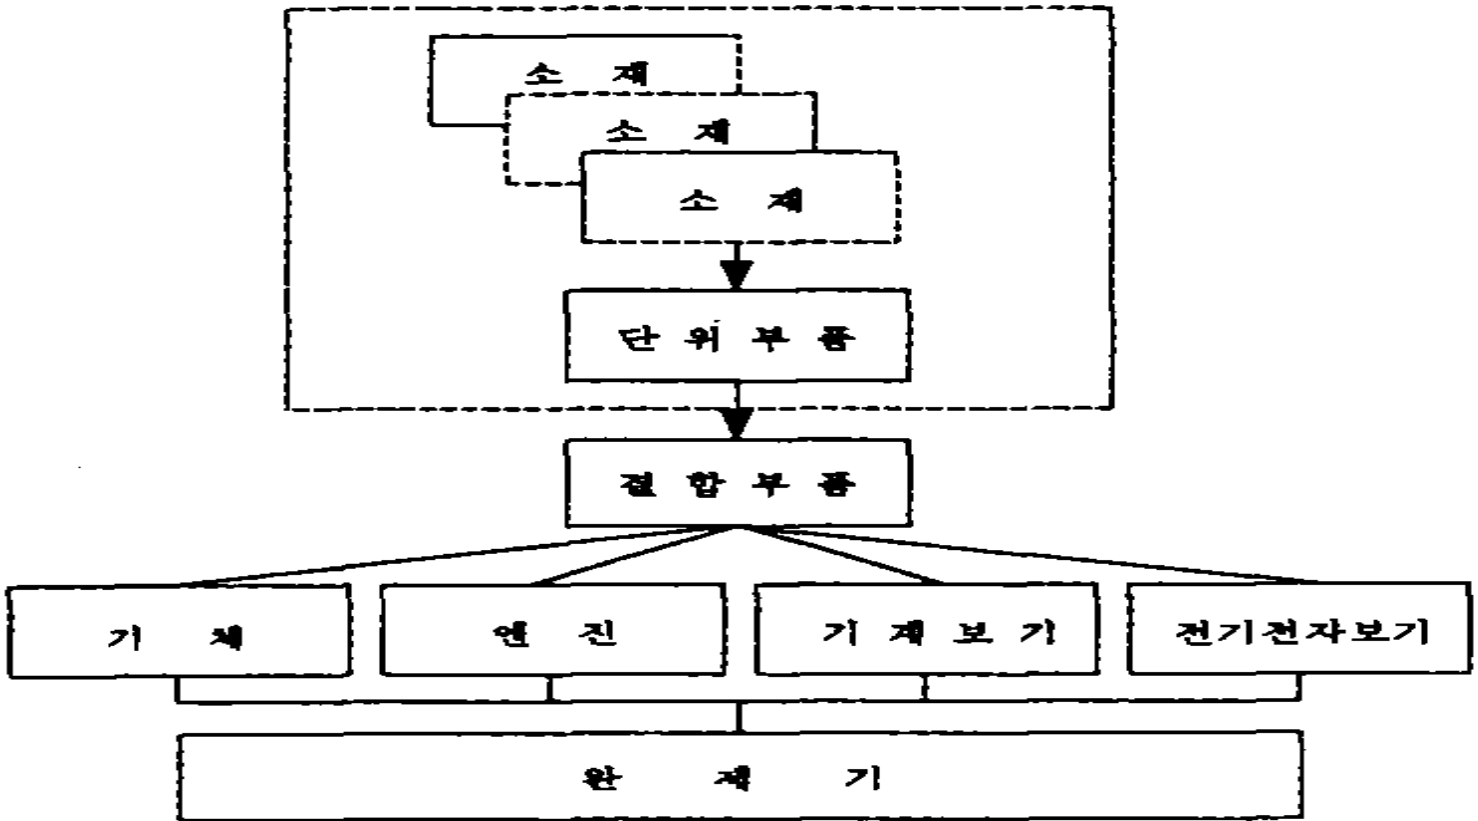 소 재
소 재
소 재
단 위 부 품
결 합 부 품
기 체
엔 진
기 계 보 기
전기전자보기
완 제 기